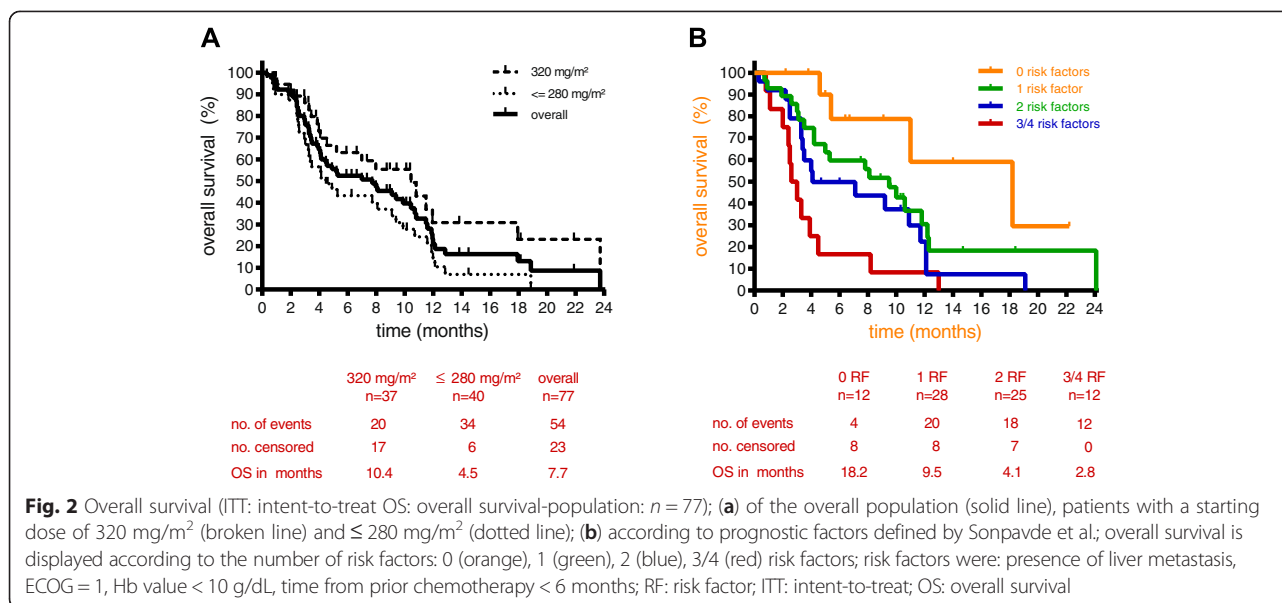 A
B
100
90
80
70
60
50
40
30
20
10
0
overall survival (%)
320 mg/m²
<= 280 mg/m²
overall
0 2 4 6 8 10 12 14 16 18 20 22 24
time (months)
100
90
80
70
60
50
40
30
20
10
0
overall survival (%)
0 risk factors
1 risk factor
2 risk factors
3/4 risk factors
0 2 4 6 8 10 12 14 16 18 20 22 24
time (months)
320 mg/m² ≤ 280 mg/m² overall
n=37 n=40 n=77
no. of events 20 34 54
no. censored 17 6 23
OS in months 10.4 4.5 7.7
0 RF 1 RF 2 RF 3/4 RF
n=12 n=28 n=25 n=12
no. of events 4 20 18 12
no. censored 8 8 7 0
OS in months 18.2 9.5 4.1 2.8
Fig. 2 Overall survival (ITT: intent-to-treat OS: overall survival-population: n = 77); (a) of the overall population (solid line), patients with a starting
dose of 320 mg/m² (broken line) and ≤ 280 mg/m² (dotted line); (b) according to prognostic factors defined by Sonpavde et al.; overall survival is
displayed according to the number of risk factors: 0 (orange), 1 (green), 2 (blue), 3/4 (red) risk factors; risk factors were: presence of liver metastasis,
ECOG = 1, Hb value < 10 g/dL, time from prior chemotherapy < 6 months; RF: risk factor; ITT: intent-to-treat; OS: overall survival